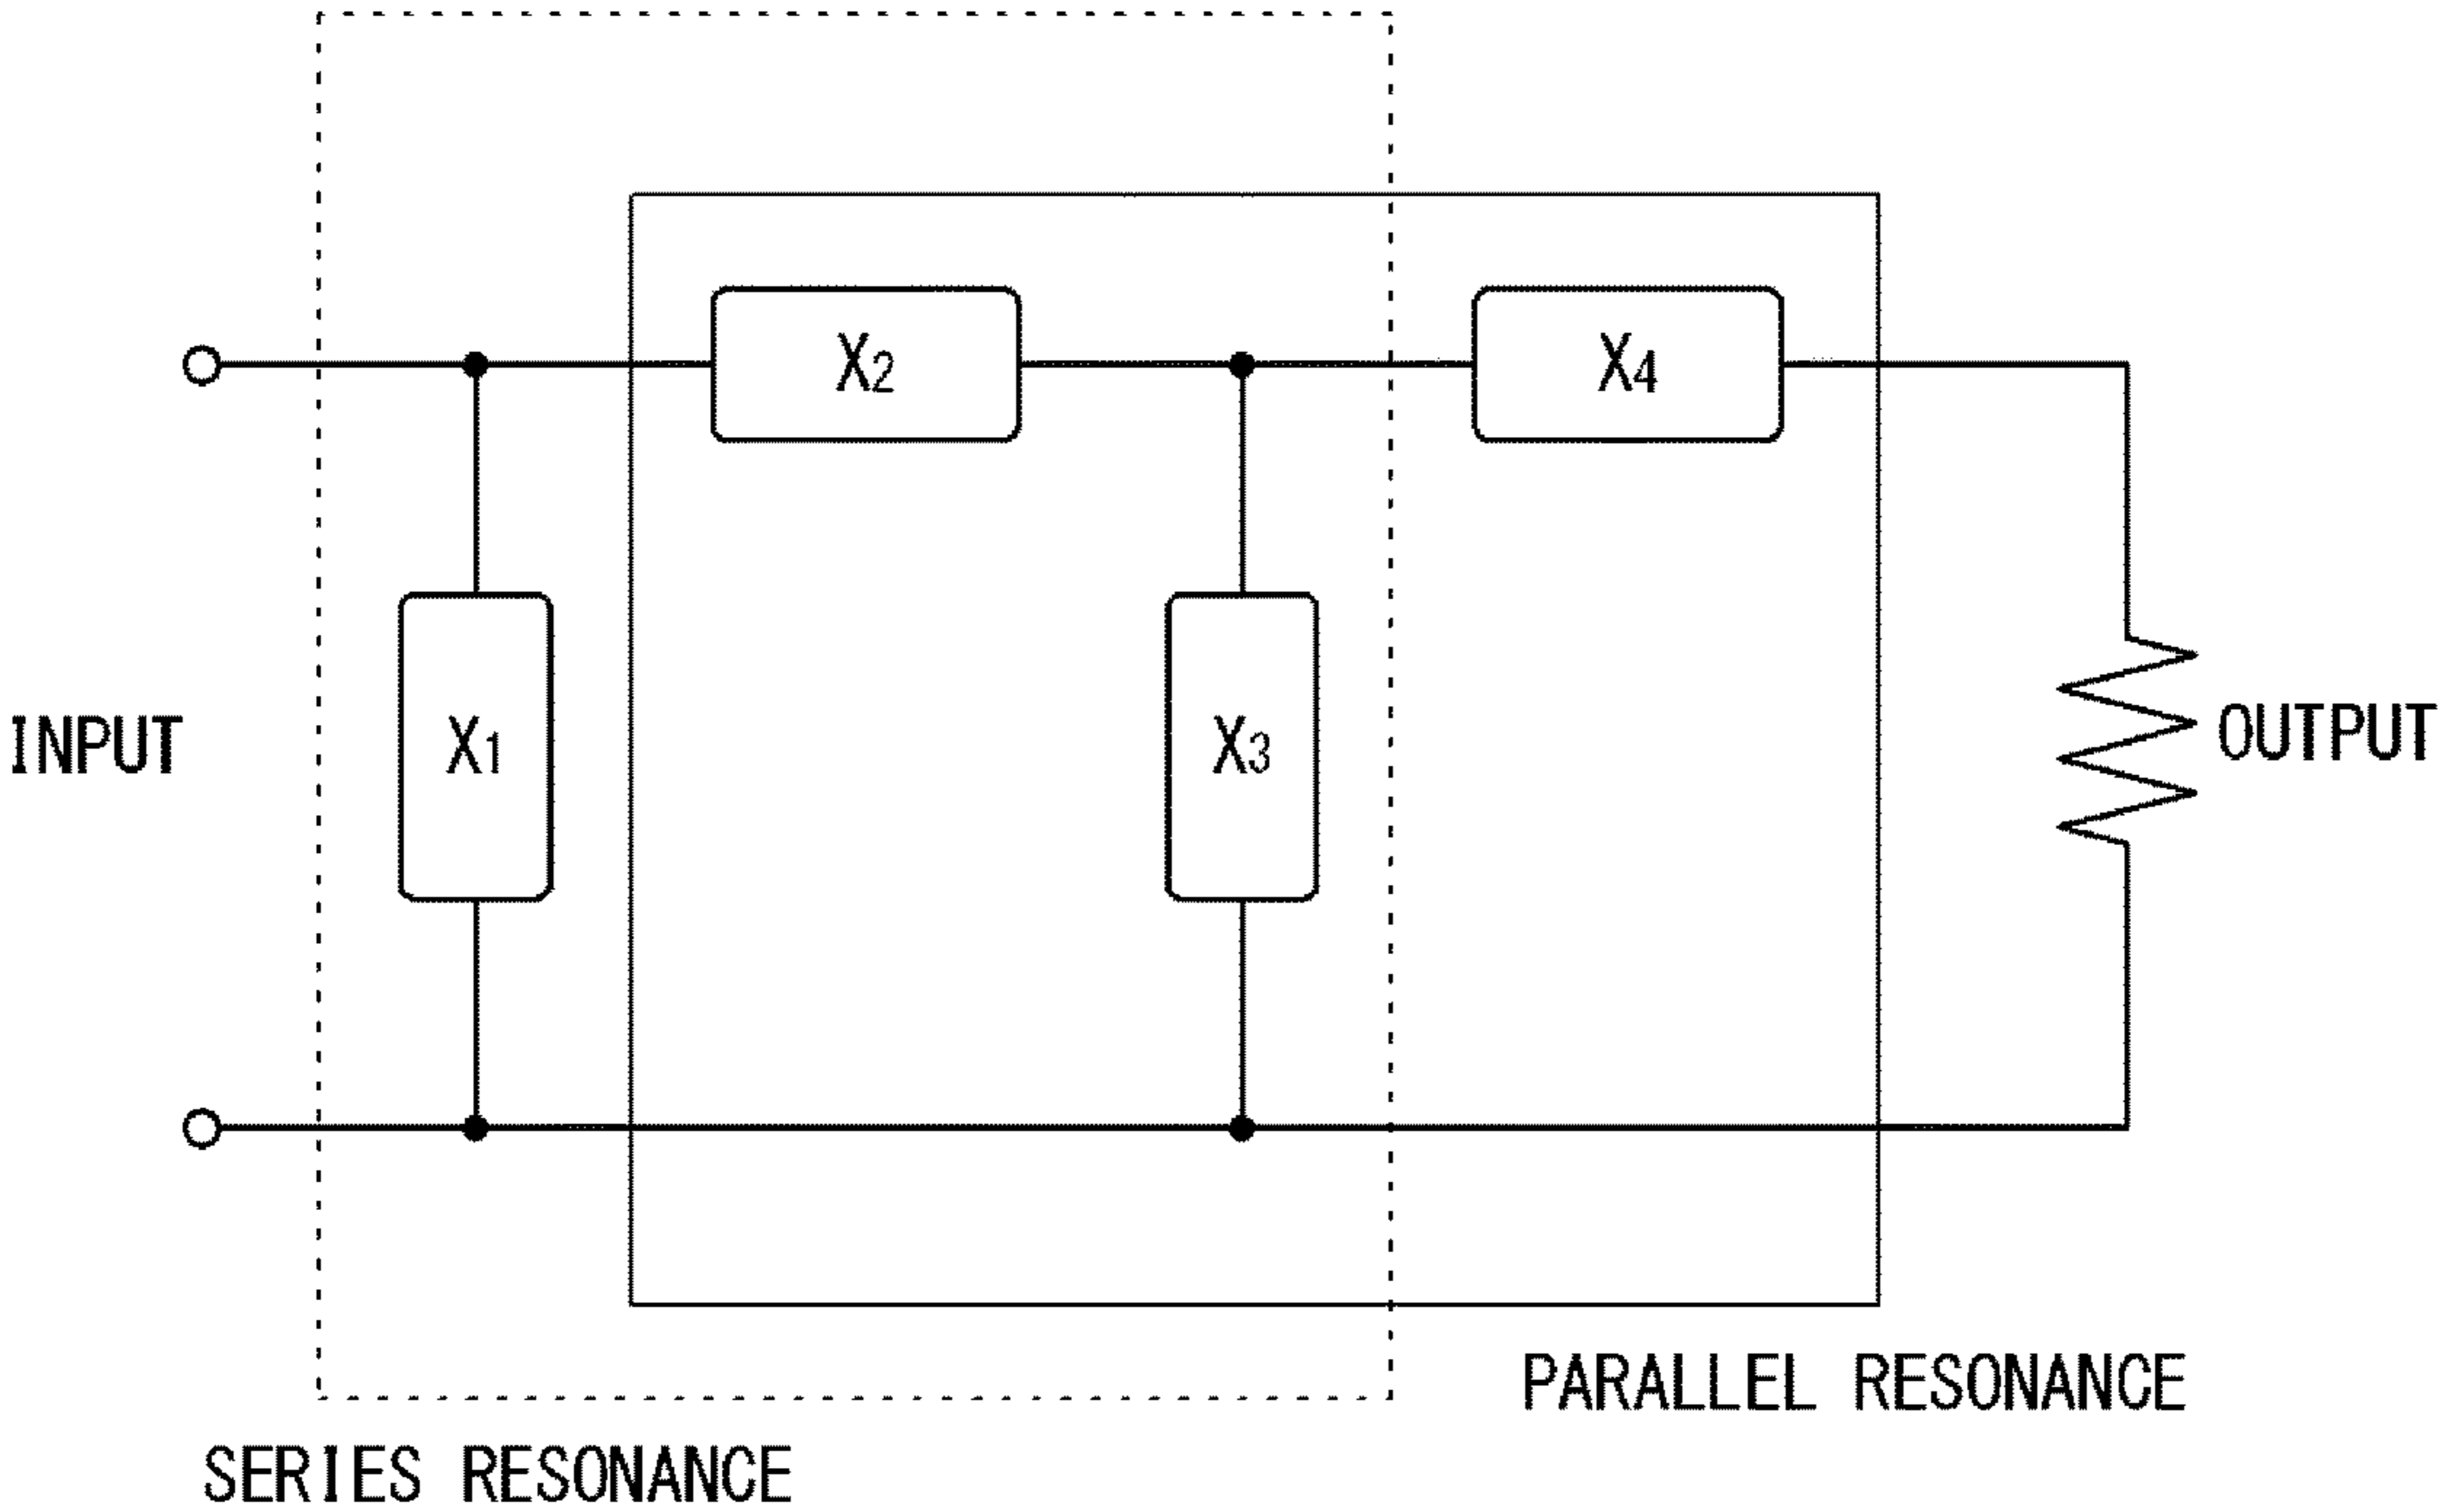 X2
X4
INPUT
X1
X3
OUTPUT
PARALLEL RESONANCE
SERIES RESONANCE